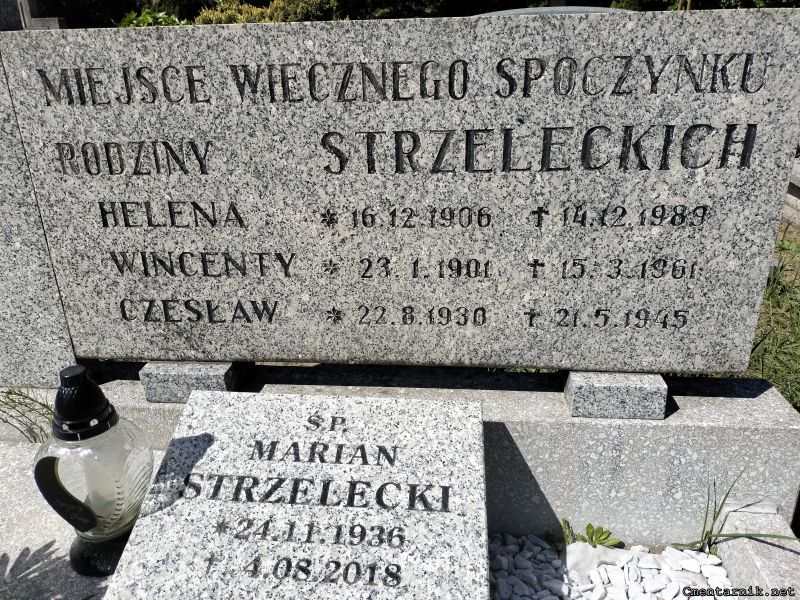 MIEJSCE WIECZNEGO SPOCZYNKU
RODZINY STRZELECKICH
HELENA * 16.12.1906 † 14.12.1989
WINCENTY * 23.1.1901 † 15.3.1961
CZESŁAW * 22.8.1930 † 21.5.1945
Ś.P.
MARIAN
STRZELECKI
*24.11.1936
† 4.08.2018
Cmentarnik.net